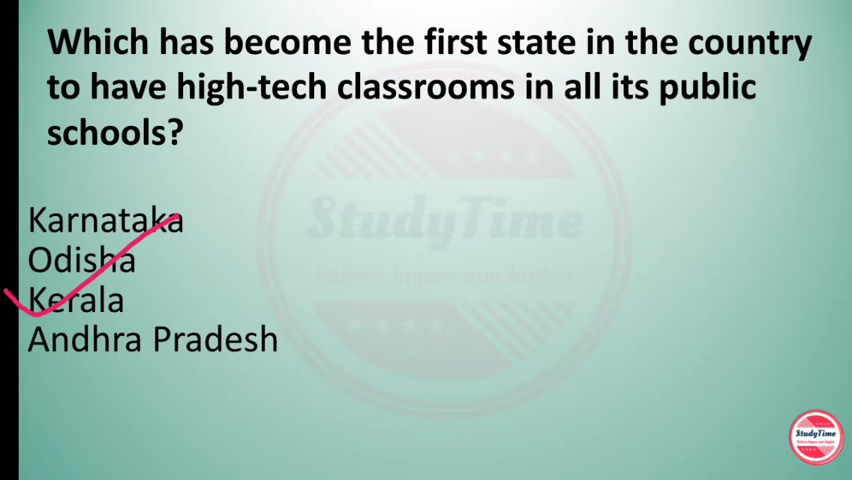 Which has become the first state in the country
to have high-tech classrooms in all its public
schools?
Karnataka
Odisha
Kerala
Andhra Pradesh
StudyTime
StudyTime